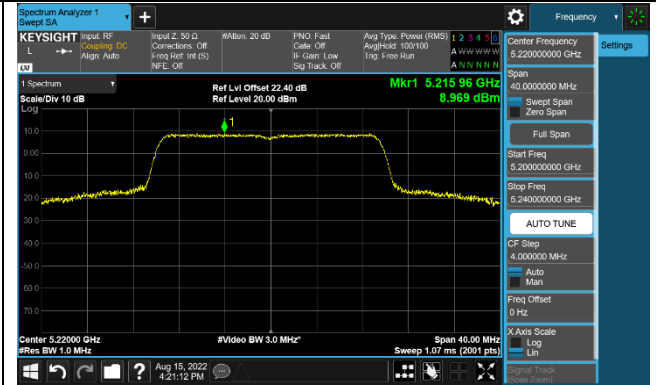 Spectrum Analyzer 1
Swept SA
Frequency
KEYSIGHT
L
LXI
Input: RF
Coupling: DC
Align: Auto
Input Z: 50 Ω
Corrections: Off
Freq Ref: Int (S)
NFE: Off
#Atten: 20 dB
PNO: Fast
Gate: Off
IF Gain: Low
Sig Track: Off
Avg Type: Power (RMS)
Avg|Hold: 100/100
Trig: Free Run
1 2 3 4 5 6
A W W W W W
A N N N N N
1 Spectrum
Scale/Div 10 dB
Log
Ref Lvl Offset 22.40 dB
Ref Level 20.00 dBm
Mkr1 5.215 96 GHz
8.969 dBm
1
10.0
0.00
10.0
20.0
30.0
40.0
50.0
60.0
70.0
Center 5.22000 GHz
#Res BW 1.0 MHz
#Video BW 3.0 MHz*
Span 40.00 MHz
Sweep 1.07 ms (2001 pts)
Center Frequency
5.220000000 GHz
Settings
Span
40.0000000 MHz
Swept Span
Zero Span
Full Span
Start Freq
5.200000000 GHz
Stop Freq
5.240000000 GHz
AUTO TUNE
CF Step
4.000000 MHz
Auto
Man
Freq Offset
0 Hz
X Axis Scale
Log
Lin
Signal Track
(Span Zoom)
?
Aug 15, 2022
4:21:12 PM